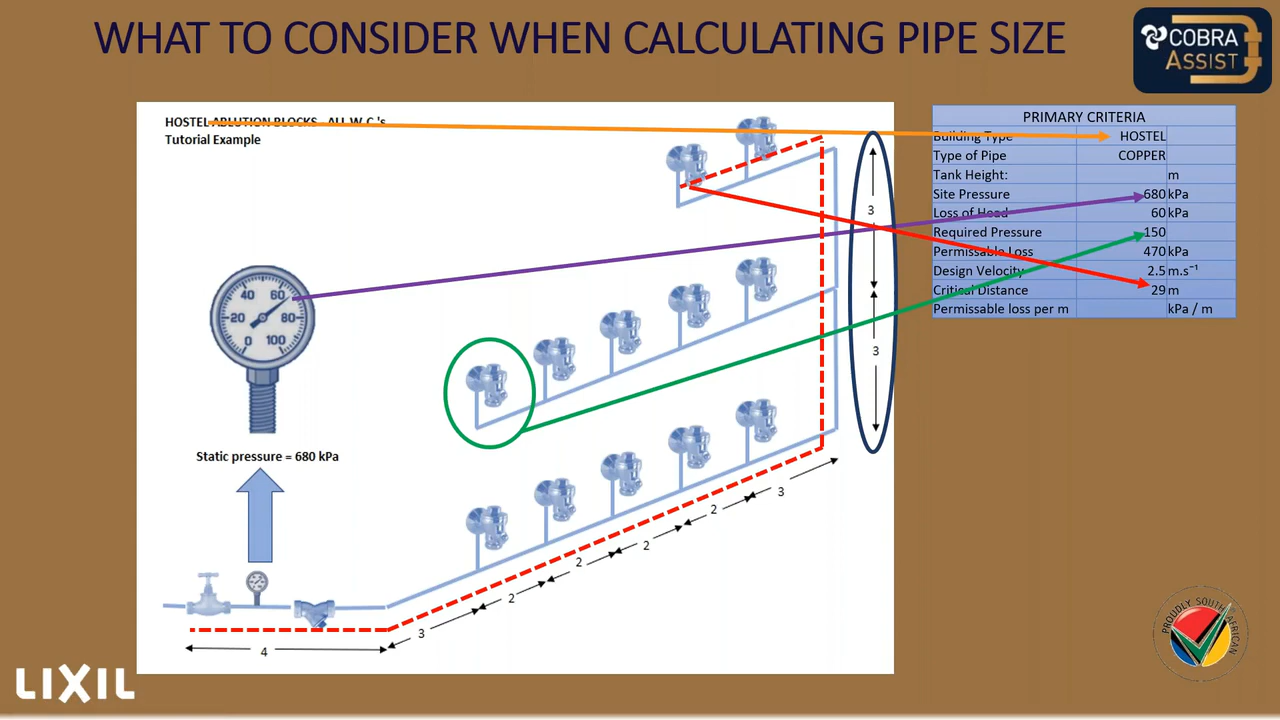 WHAT TO CONSIDER WHEN CALCULATING PIPE SIZE
COBRA
ASSIST
HOSTEL ABLUTION BLOCKS - ALL W.C.'s
Tutorial Example
PRIMARY CRITERIA
Building Type HOSTEL
Type of Pipe COPPER
Tank Height: m
Site Pressure 680 kPa
Loss of Head 60 kPa
Required Pressure 150
Permissable Loss 470 kPa
Design Velocity 2.5 m.s⁻¹
Critical Distance 29 m
Permissable loss per m kPa / m
3
3
40 60
20 80
0 100
Static pressure = 680 kPa
3
2
2
2
2
3
4
PROUDLY SOUTH AFRICAN
LIXIL